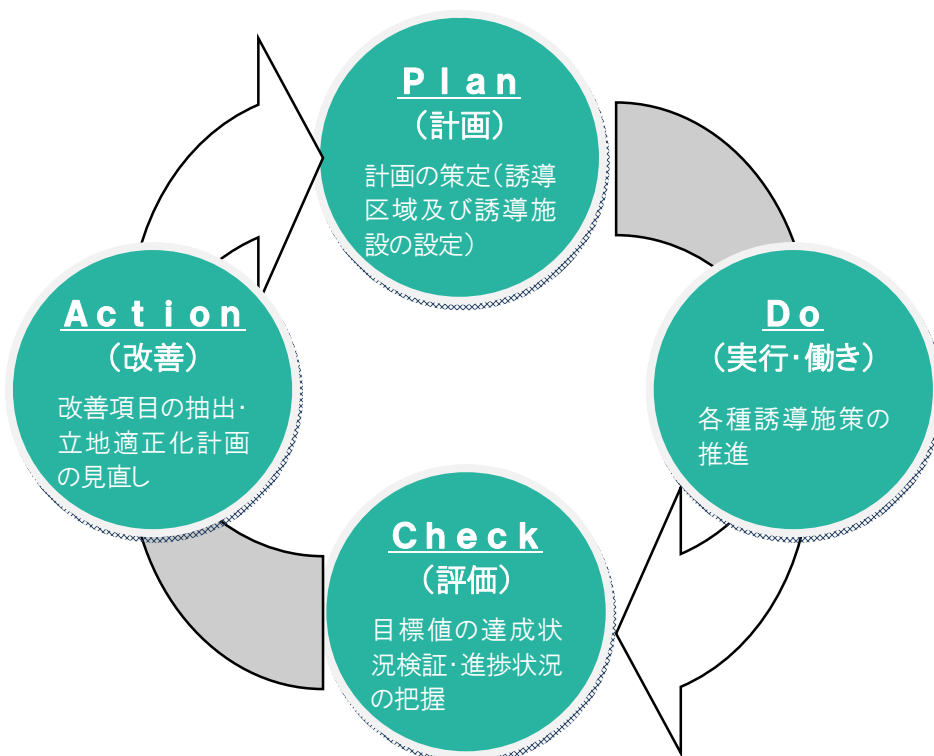 Ｐｌａｎ
（計画）
計画の策定（誘導
区域及び誘導施
設の設定）
Ｄｏ
（実行・働き）
各種誘導施策の
推進
Ｃｈｅｃｋ
（評価）
目標値の達成状
況検証・進捗状況
の把握
Ａｃｔｉｏｎ
（改善）
改善項目の抽出・
立地適正化計画
の見直し